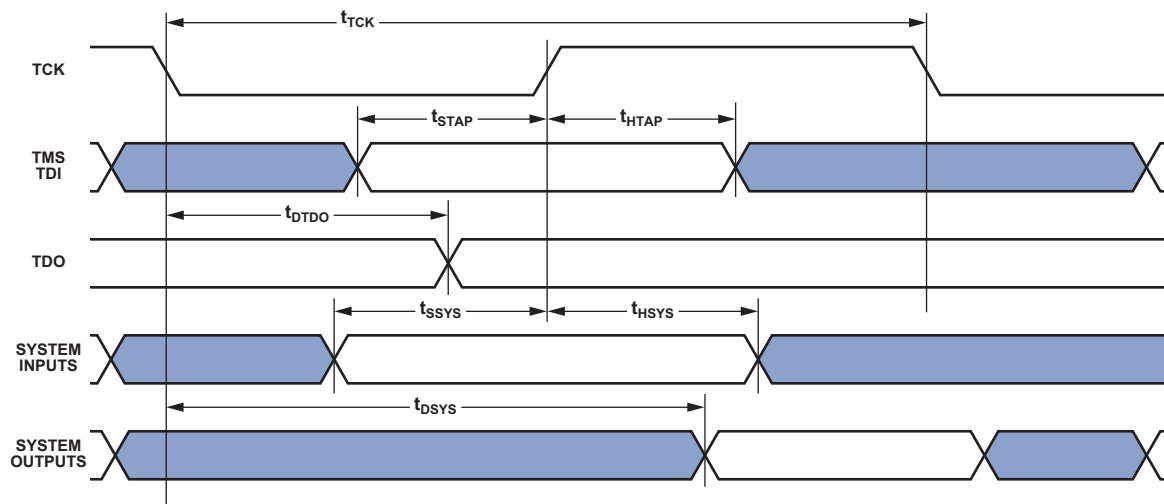 tTCK
TCK
tSTAP
tHTAP
TMS
TDI
tDTDO
TDO
tSSYS
tHSYS
SYSTEM
INPUTS
tDSYS
SYSTEM
OUTPUTS